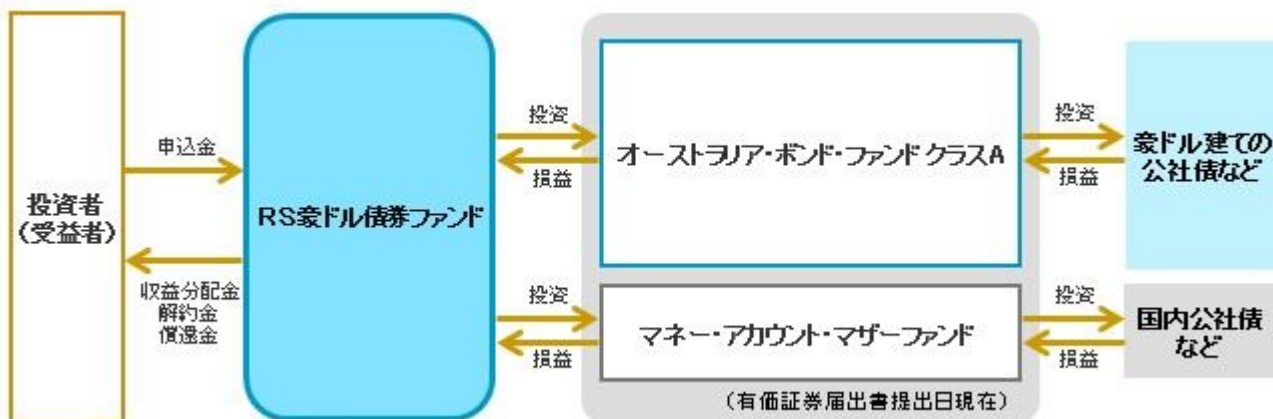 投資者
（受益者）
申込金
収益分配金
解約金
償還金
RS豪ドル債券ファンド
投資
損益
投資
損益
オーストラリア・ボンド・ファンド クラスA
マネー・アカウント・マザーファンド
（有価証券届出書提出日現在）
投資
損益
投資
損益
豪ドル建ての
公社債など
国内公社債
など